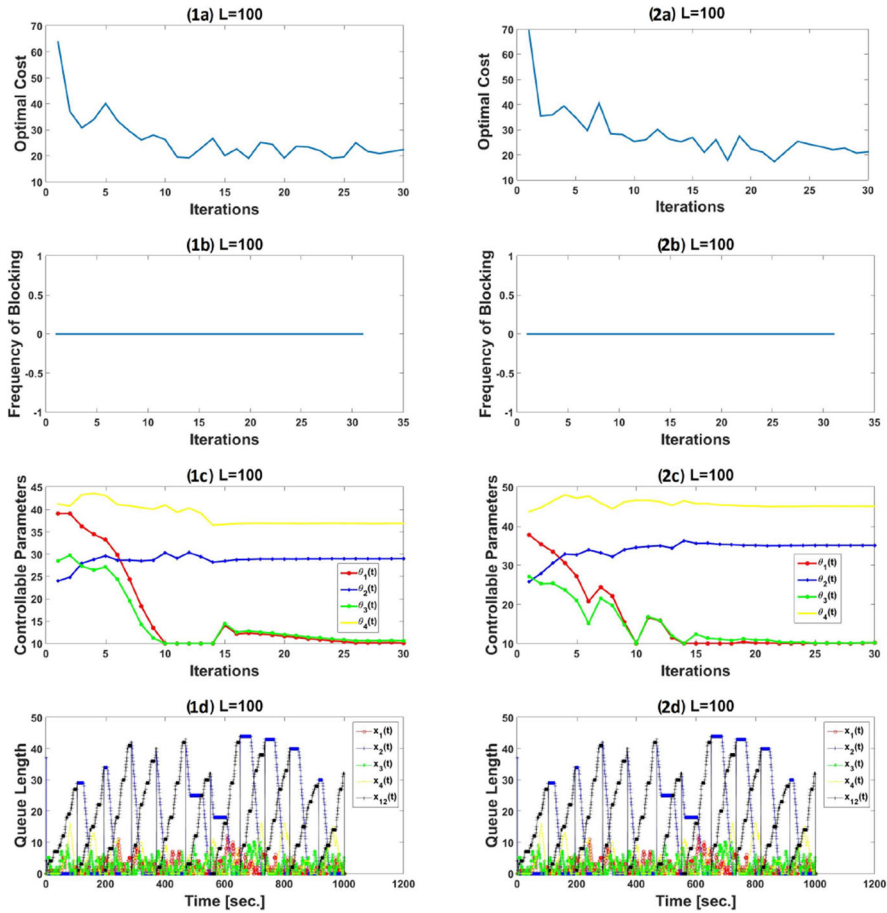 (1a) L=100
Optimal Cost
70
60
50
40
30
20
10
0 5 10 15 20 25 30
Iterations
(2a) L=100
Optimal Cost
70
60
50
40
30
20
10
0 5 10 15 20 25 30
Iterations
(1b) L=100
Frequency of Blocking
1
0.5
0
-0.5
-1
0 5 10 15 20 25 30 35
Iterations
(2b) L=100
Frequency of Blocking
1
0.5
0
-0.5
-1
0 5 10 15 20 25 30 35
Iterations
(1c) L=100
Controllable Parameters
45
40
35
30
25
20
15
10
0 5 10 15 20 25 30
Iterations
θ1(t)
θ2(t)
θ3(t)
θ4(t)
(2c) L=100
Controllable Parameters
50
40
30
20
10
0 5 10 15 20 25 30
Iterations
θ1(t)
θ2(t)
θ3(t)
θ4(t)
(1d) L=100
Queue Length
50
40
30
20
10
0
0 200 400 600 800 1000 1200
Time [sec.]
x1(t)
x2(t)
x3(t)
x4(t)
x12(t)
(2d) L=100
Queue Length
50
40
30
20
10
0
0 200 400 600 800 1000 1200
Time [sec.]
x1(t)
x2(t)
x3(t)
x4(t)
x12(t)